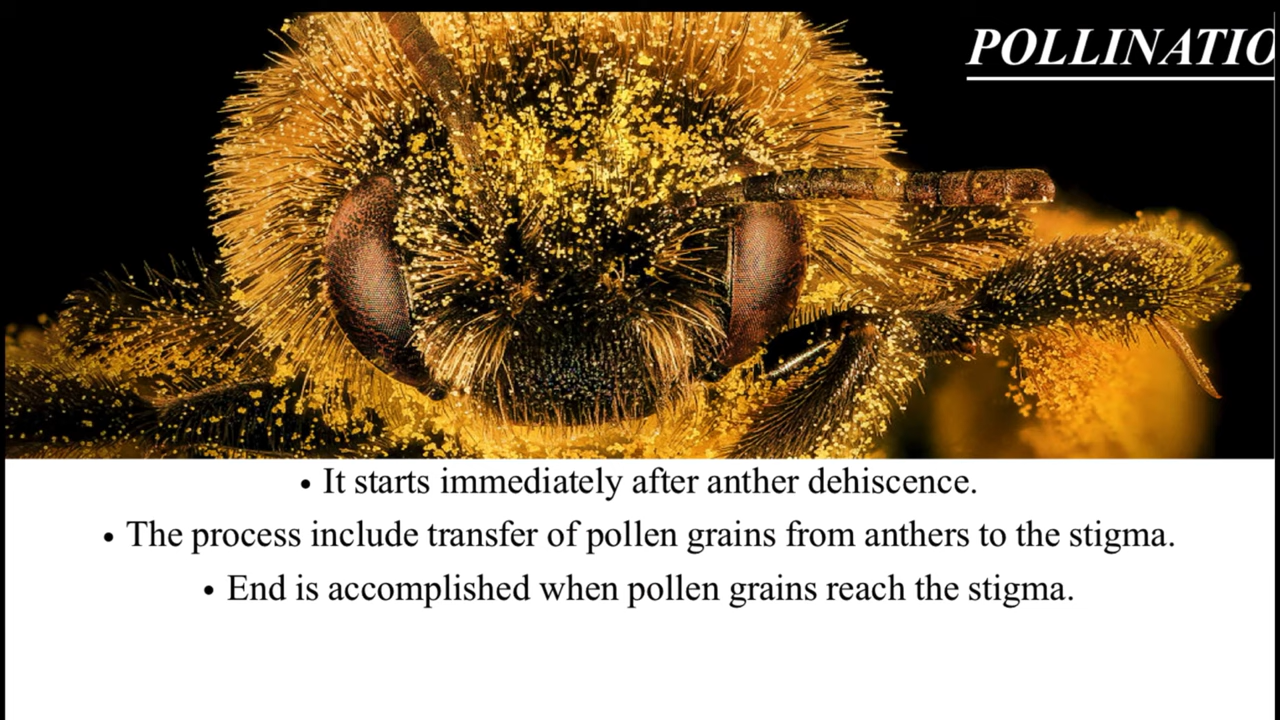 POLLINATIO
• It starts immediately after anther dehiscence.
• The process include transfer of pollen grains from anthers to the stigma.
• End is accomplished when pollen grains reach the stigma.